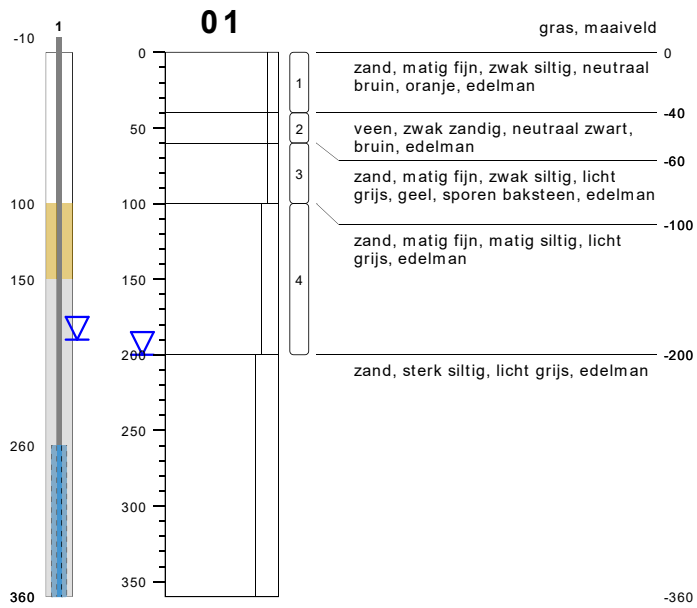 01
1
gras, maaiveld
-10
0
0
zand, matig fijn, zwak siltig, neutraal
bruin, oranje, edelman
1
-40
50
2
veen, zwak zandig, neutraal zwart,
bruin, edelman
-60
3
zand, matig fijn, zwak siltig, licht
grijs, geel, sporen baksteen, edelman
100
100
-100
zand, matig fijn, matig siltig, licht
grijs, edelman
150
150
4
200
-200
zand, sterk siltig, licht grijs, edelman
250
260
300
350
360
-360